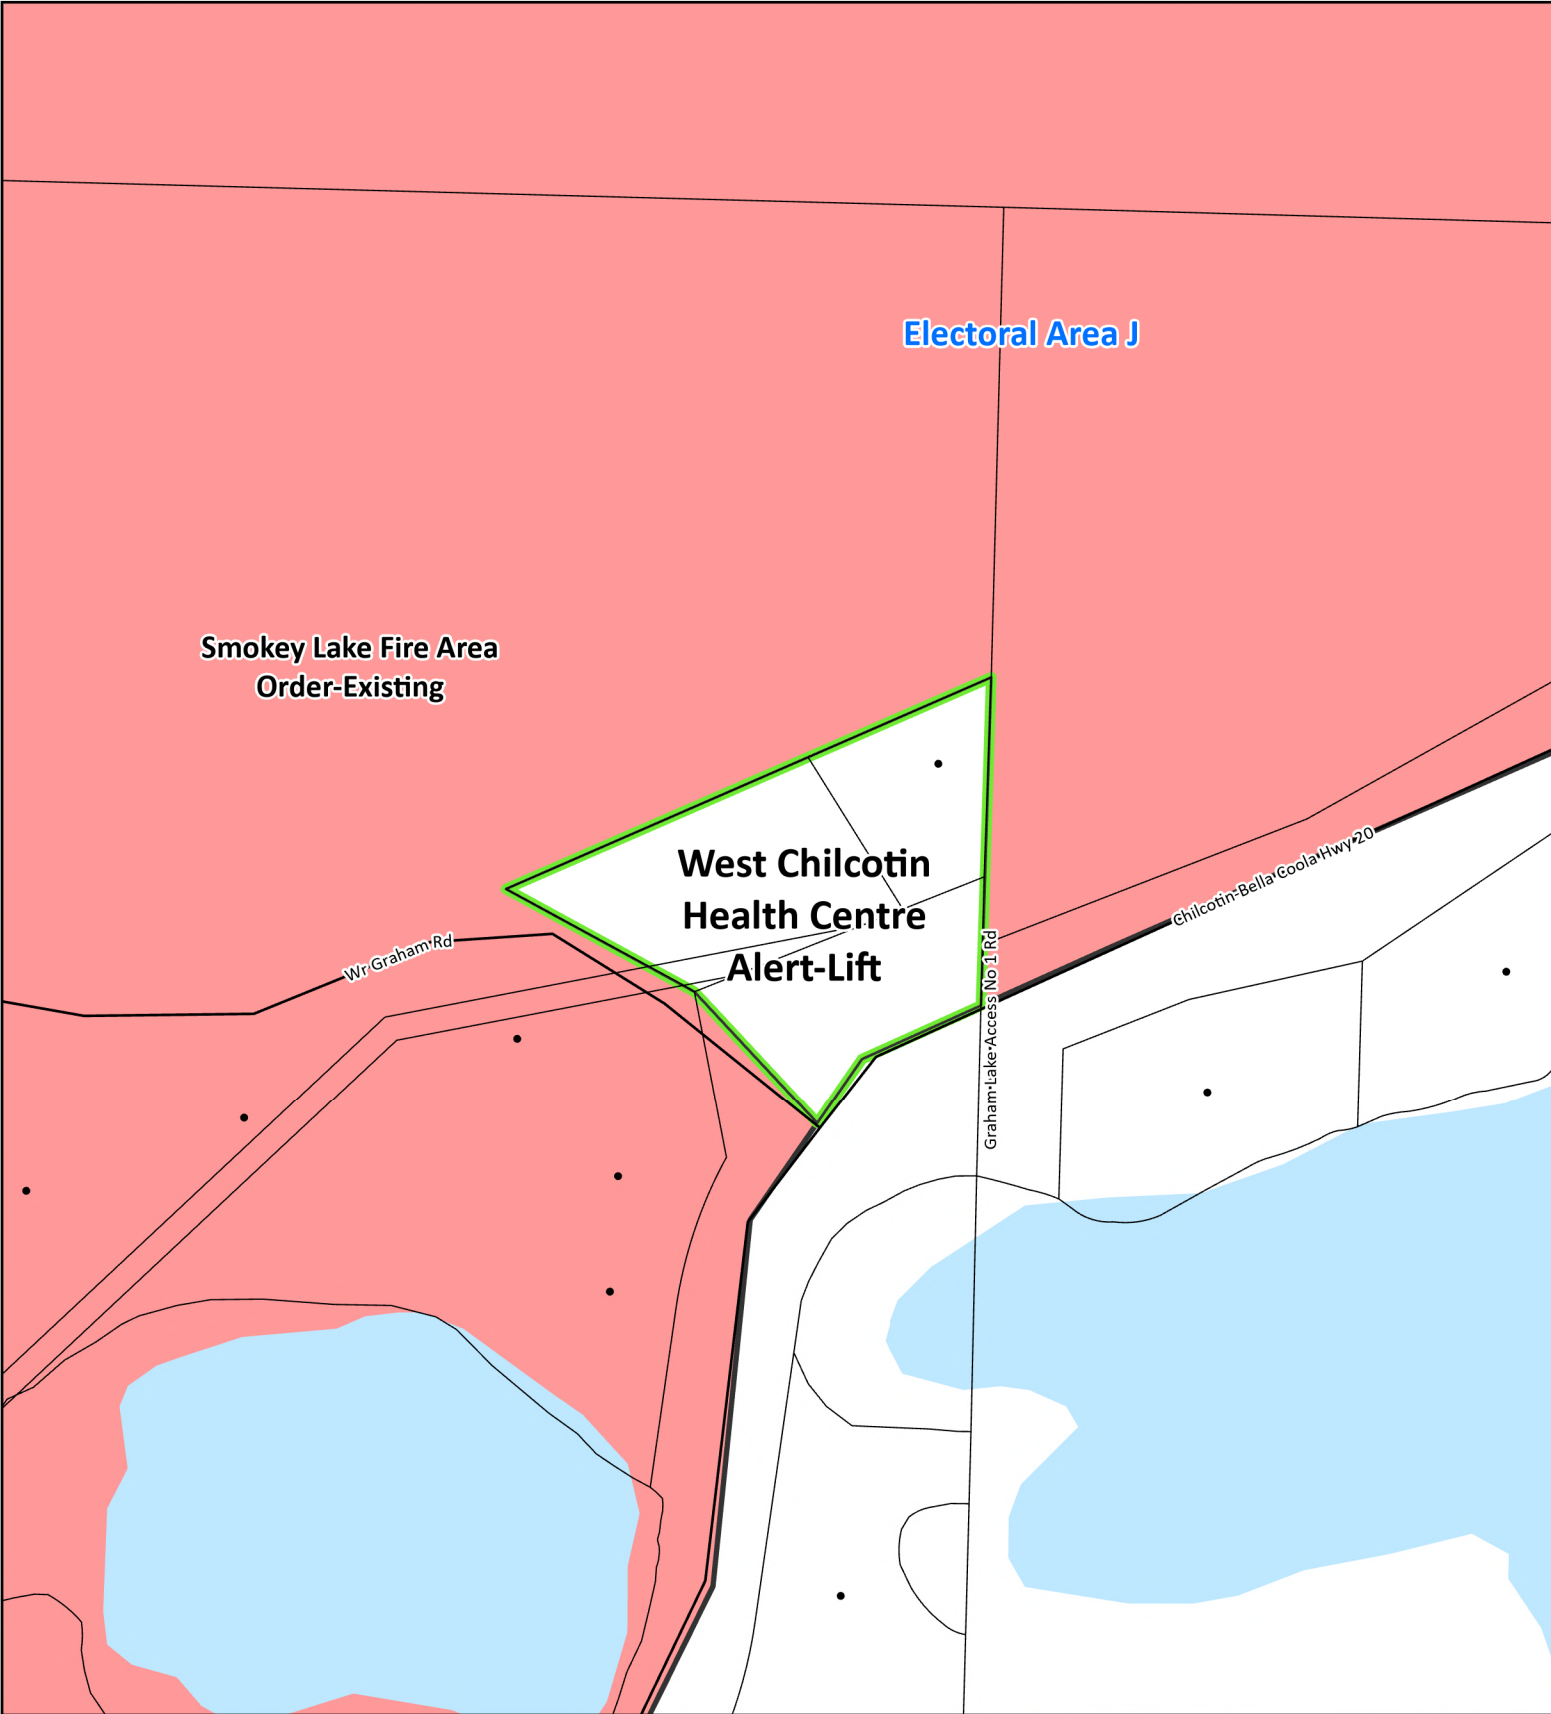 Electoral Area J
Smokey Lake Fire Area
Order-Existing
West Chilcotin
Health Centre
Alert-Lift
Chilcotin-Bella Coola Hwy 20
Wr Graham Rd
Graham Lake Access No 1 Rd